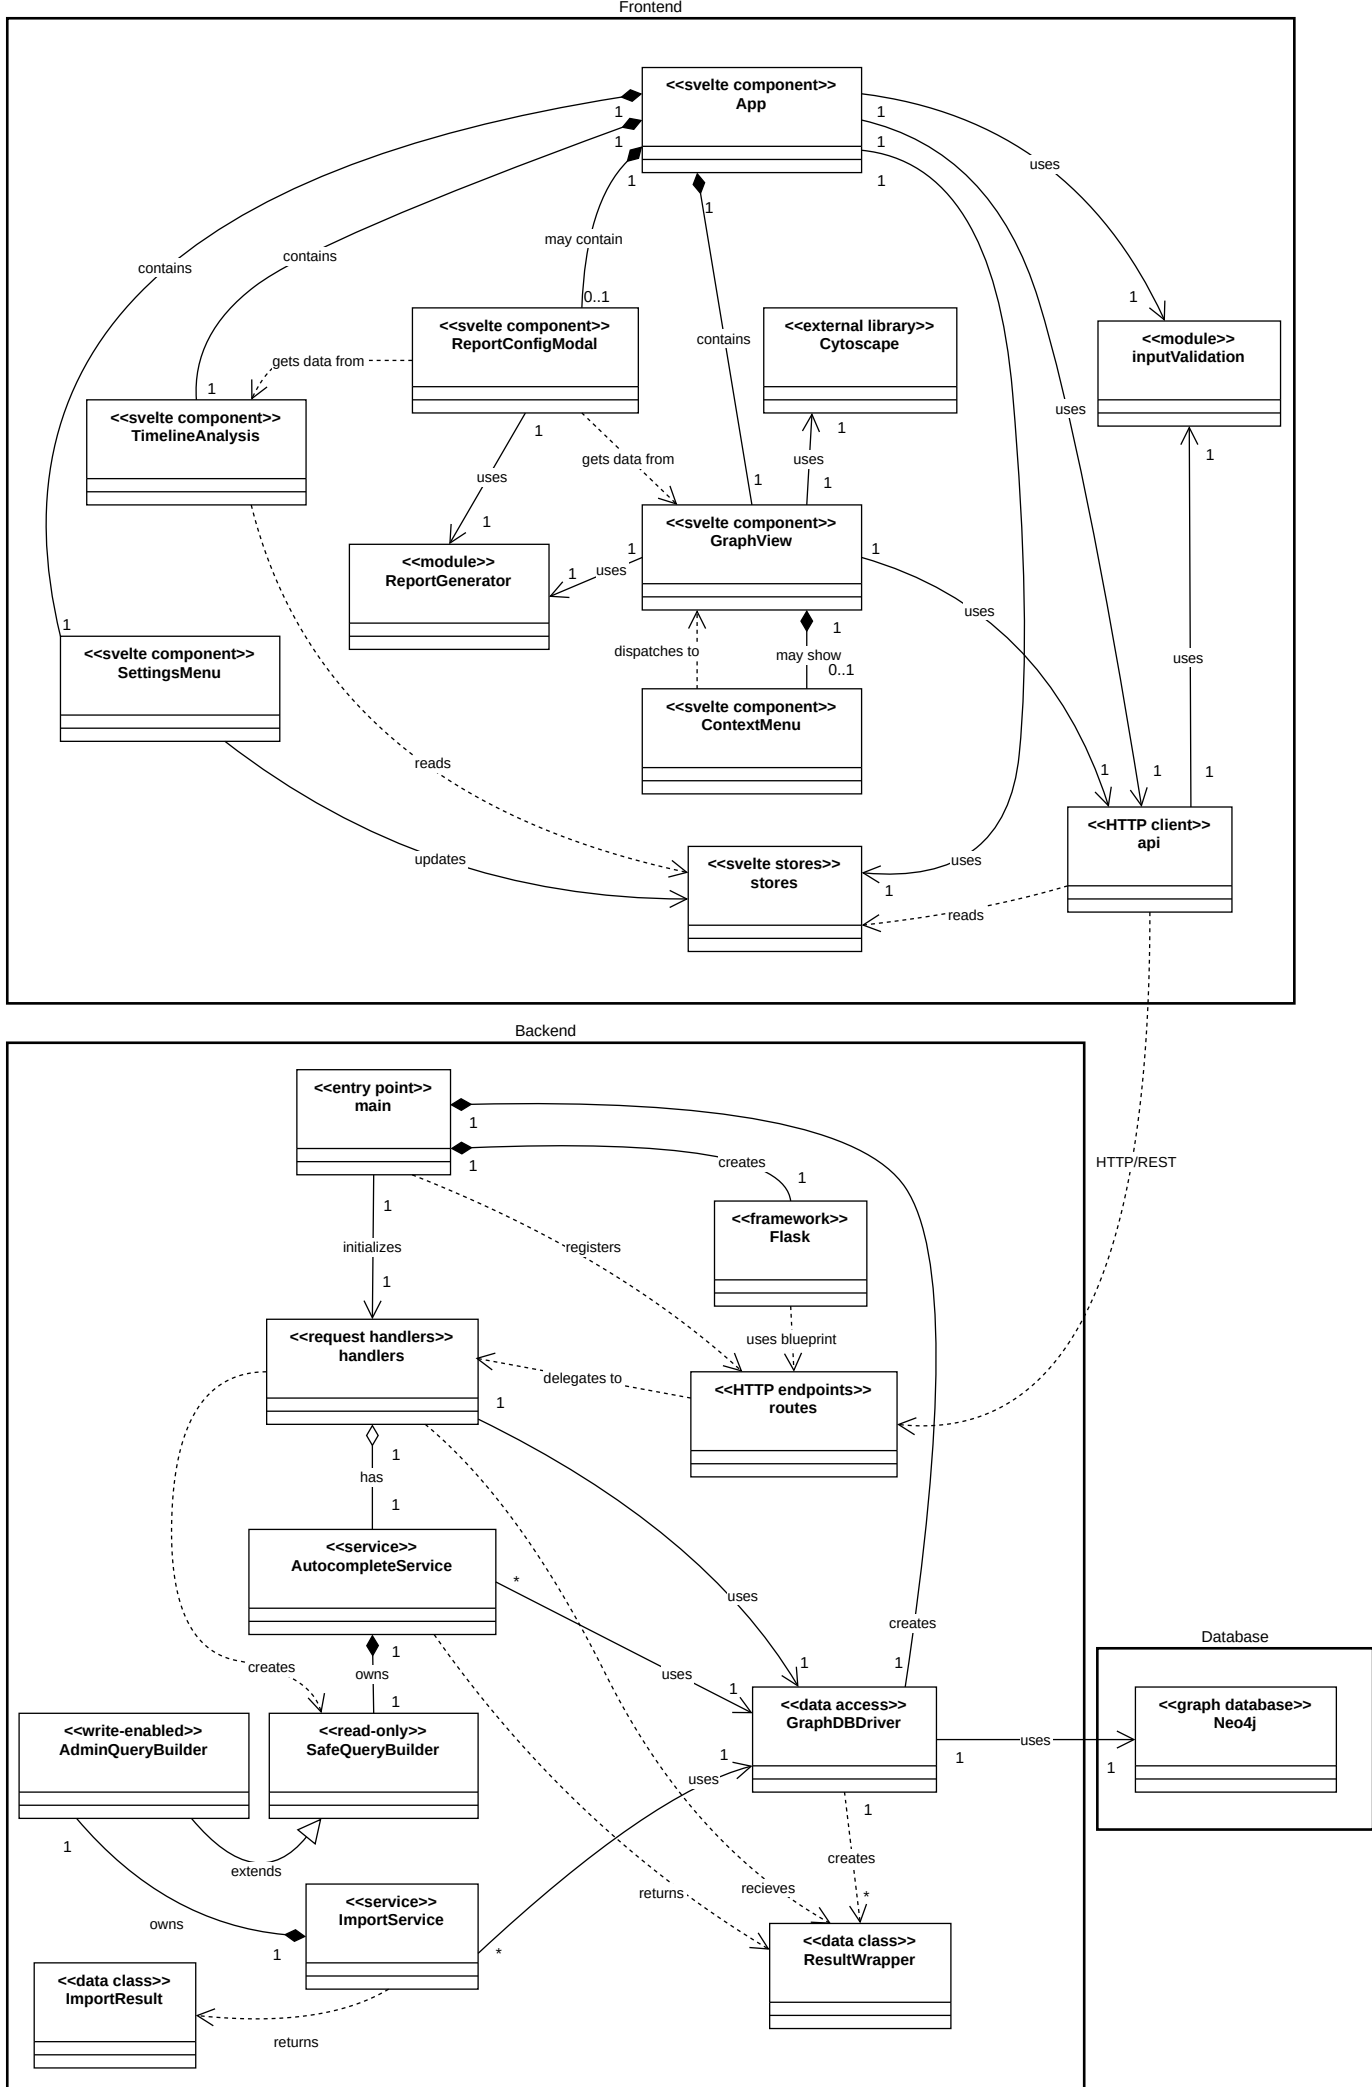 Frontend
<<svelte component>>
App
1
1
1
1
1
1
1
uses
may contain
contains
contains
0..1
1
<<svelte component>>
ReportConfigModal
<<external library>>
Cytoscape
<<module>>
inputValidation
contains
gets data from
1
<<svelte component>>
TimelineAnalysis
uses
1
1
1
gets data from
uses
uses
1
1
1
<<svelte component>>
GraphView
<<module>>
ReportGenerator
1
1
uses
1
uses
1
<<svelte component>>
SettingsMenu
dispatches to
1
may show
0..1
uses
<<svelte component>>
ContextMenu
reads
1
1
1
<<HTTP client>>
api
updates
<<svelte stores>>
stores
uses
1
reads
Backend
<<entry point>>
main
1
1
creates
1
HTTP/REST
1
<<framework>>
Flask
initializes
registers
1
<<request handlers>>
handlers
uses blueprint
delegates to
<<HTTP endpoints>>
routes
1
1
has
1
<<service>>
AutocompleteService
*
uses
creates
Database
1
owns
creates
uses
1
1
1
1
<<write-enabled>>
AdminQueryBuilder
<<read-only>>
SafeQueryBuilder
<<data access>>
GraphDBDriver
<<graph database>>
Neo4j
uses
1
1
1
uses
1
1
extends
creates
returns
recieves
*
owns
1
<<service>>
ImportService
*
<<data class>>
ResultWrapper
<<data class>>
ImportResult
returns